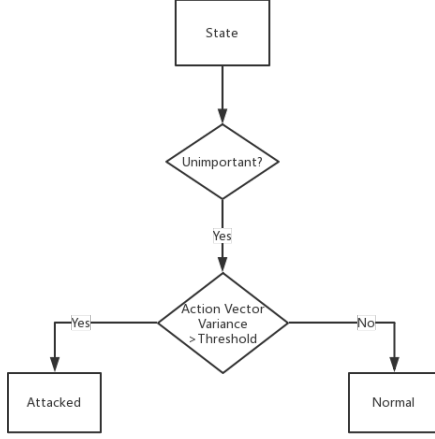 State
Unimportant?
Yes
Action Vector
Variance
>Threshold
Yes
No
Attacked
Normal